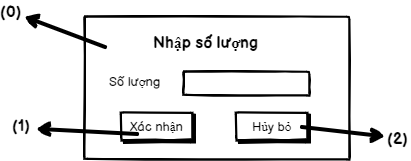 (0)
Nhập số lượng
Số lượng
(1) Xác nhận Hủy bỏ (2)